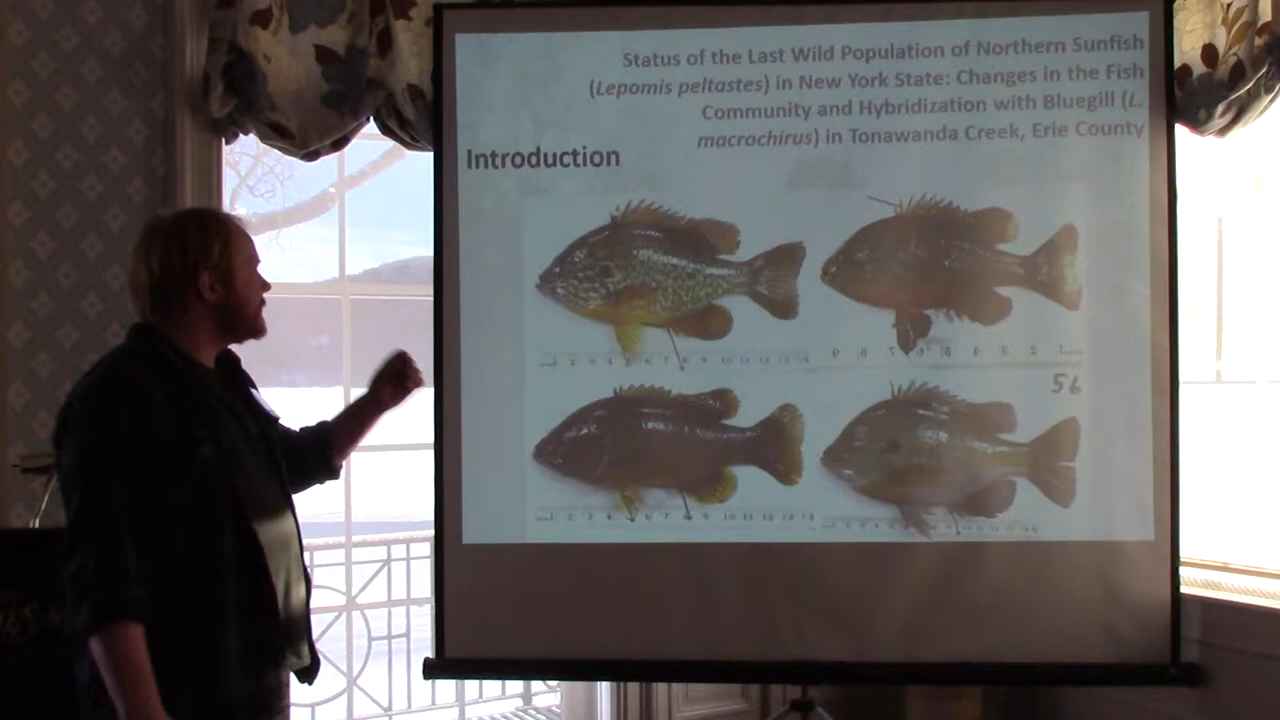 Status of the Last Wild Population of Northern Sunfish
(Lepomis peltastes) in New York State: Changes in the Fish
Community and Hybridization with Bluegill (L.
macrochirus) in Tonawanda Creek, Erie County
Introduction
56